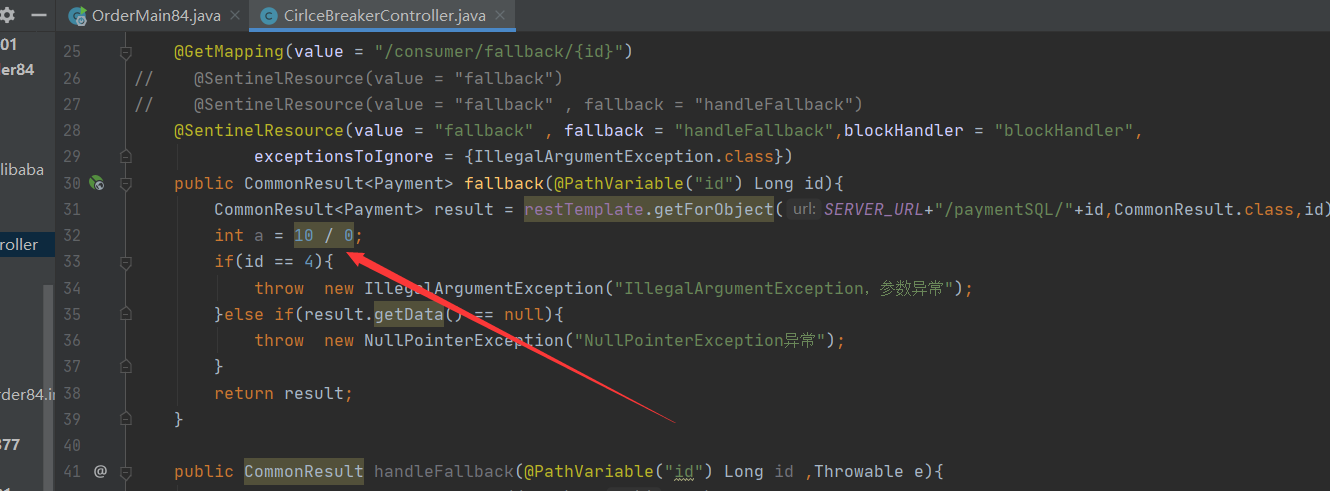 OrderMain84.java × CirlceBreakerController.java ×
01
er84
libaba
roller
rder84.in
877
25 @GetMapping(value = "/consumer/fallback/{id}")
26 // @SentinelResource(value = "fallback")
27 // @SentinelResource(value = "fallback" , fallback = "handleFallback")
28 @SentinelResource(value = "fallback" , fallback = "handleFallback",blockHandler = "blockHandler",
29 exceptionsToIgnore = {IllegalArgumentException.class})
30 public CommonResult<Payment> fallback(@PathVariable("id") Long id){
31 CommonResult<Payment> result = restTemplate.getForObject( url: SERVER_URL+"/paymentSQL/"+id,CommonResult.class,id)
32 int a = 10 / 0;
33 if(id == 4){
34 throw new IllegalArgumentException("IllegalArgumentException，参数异常");
35 }else if(result.getData() == null){
36 throw new NullPointerException("NullPointerException异常");
37 }
38 return result;
39 }
40
41 @ public CommonResult handleFallback(@PathVariable("id") Long id ,Throwable e){